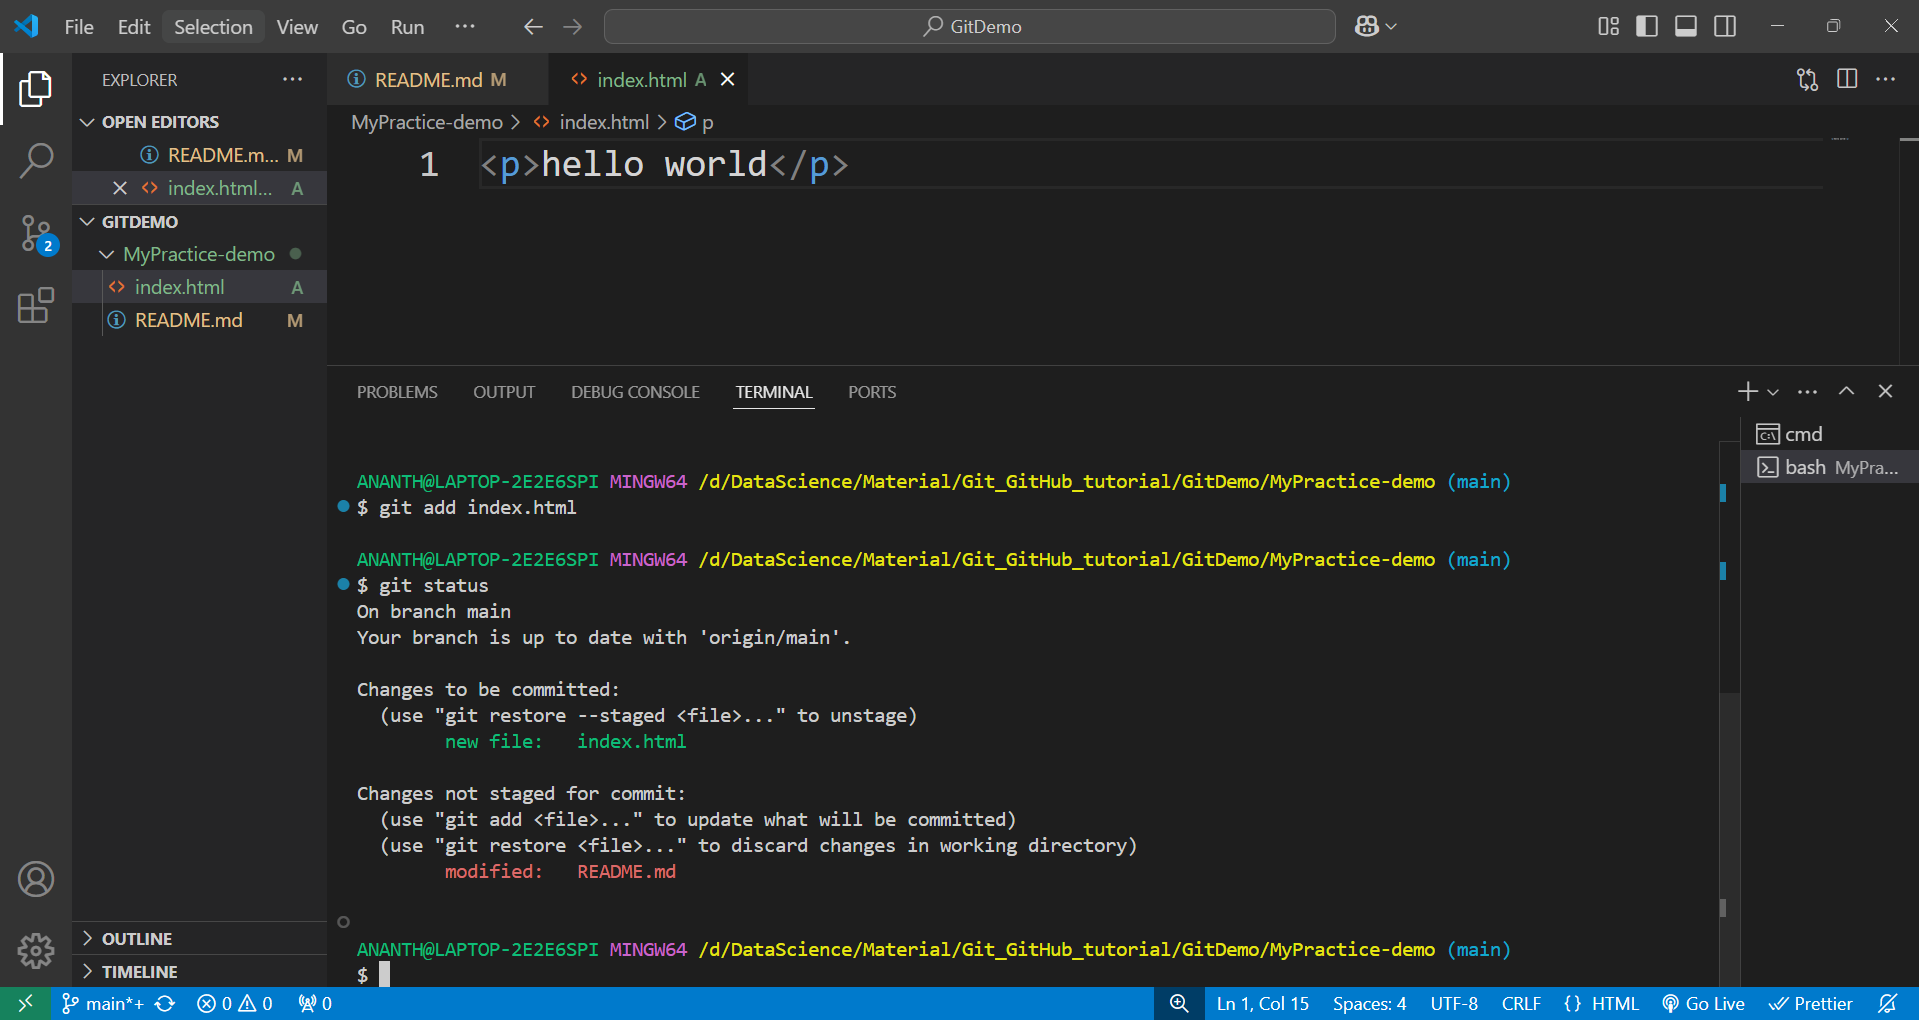 File Edit Selection View Go Run ··· GitDemo
EXPLORER ···
OPEN EDITORS
README.m... M
index.html... A
GITDEMO
MyPractice-demo
index.html A
README.md M
OUTLINE
TIMELINE
2
README.md M index.html A
MyPractice-demo > index.html > p
1 <p>hello world</p>
PROBLEMS OUTPUT DEBUG CONSOLE TERMINAL PORTS
cmd
bash MyPra...
ANANTH@LAPTOP-2E2E6SPI MINGW64 /d/DataScience/Material/Git_GitHub_tutorial/GitDemo/MyPractice-demo (main)
$ git add index.html
ANANTH@LAPTOP-2E2E6SPI MINGW64 /d/DataScience/Material/Git_GitHub_tutorial/GitDemo/MyPractice-demo (main)
$ git status
On branch main
Your branch is up to date with 'origin/main'.
Changes to be committed:
(use "git restore --staged <file>..." to unstage)
new file: index.html
Changes not staged for commit:
(use "git add <file>..." to update what will be committed)
(use "git restore <file>..." to discard changes in working directory)
modified: README.md
ANANTH@LAPTOP-2E2E6SPI MINGW64 /d/DataScience/Material/Git_GitHub_tutorial/GitDemo/MyPractice-demo (main)
$
main*+ 0 0 0 Ln 1, Col 15 Spaces: 4 UTF-8 CRLF {} HTML Go Live Prettier